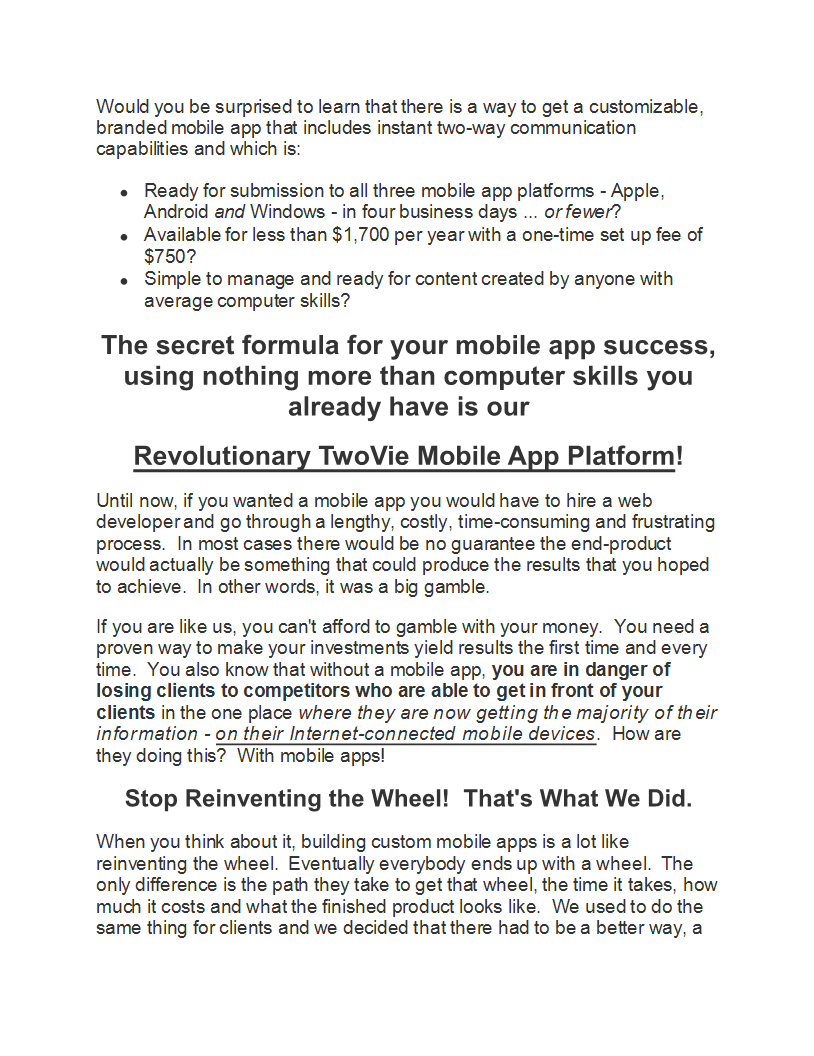 Would you be surprised to learn that there is a way to get a customizable,
branded mobile app that includes instant two-way communication
capabilities and which is:
● Ready for submission to all three mobile app platforms - Apple,
Android and Windows - in four business days ... or fewer?
● Available for less than $1,700 per year with a one-time set up fee of
$750?
● Simple to manage and ready for content created by anyone with
average computer skills?
The secret formula for your mobile app success,
using nothing more than computer skills you
already have is our
Revolutionary TwoVie Mobile App Platform!
Until now, if you wanted a mobile app you would have to hire a web
developer and go through a lengthy, costly, time-consuming and frustrating
process.  In most cases there would be no guarantee the end-product
would actually be something that could produce the results that you hoped
to achieve.  In other words, it was a big gamble.
If you are like us, you can't afford to gamble with your money.  You need a
proven way to make your investments yield results the first time and every
time.  You also know that without a mobile app, you are in danger of
losing clients to competitors who are able to get in front of your
clients in the one place where they are now getting the majority of their
information - on their Internet-connected mobile devices.  How are
they doing this?  With mobile apps!
Stop Reinventing the Wheel!  That's What We Did.
When you think about it, building custom mobile apps is a lot like
reinventing the wheel.  Eventually everybody ends up with a wheel.  The
only difference is the path they take to get that wheel, the time it takes, how
much it costs and what the finished product looks like.  We used to do the
same thing for clients and we decided that there had to be a better way, a